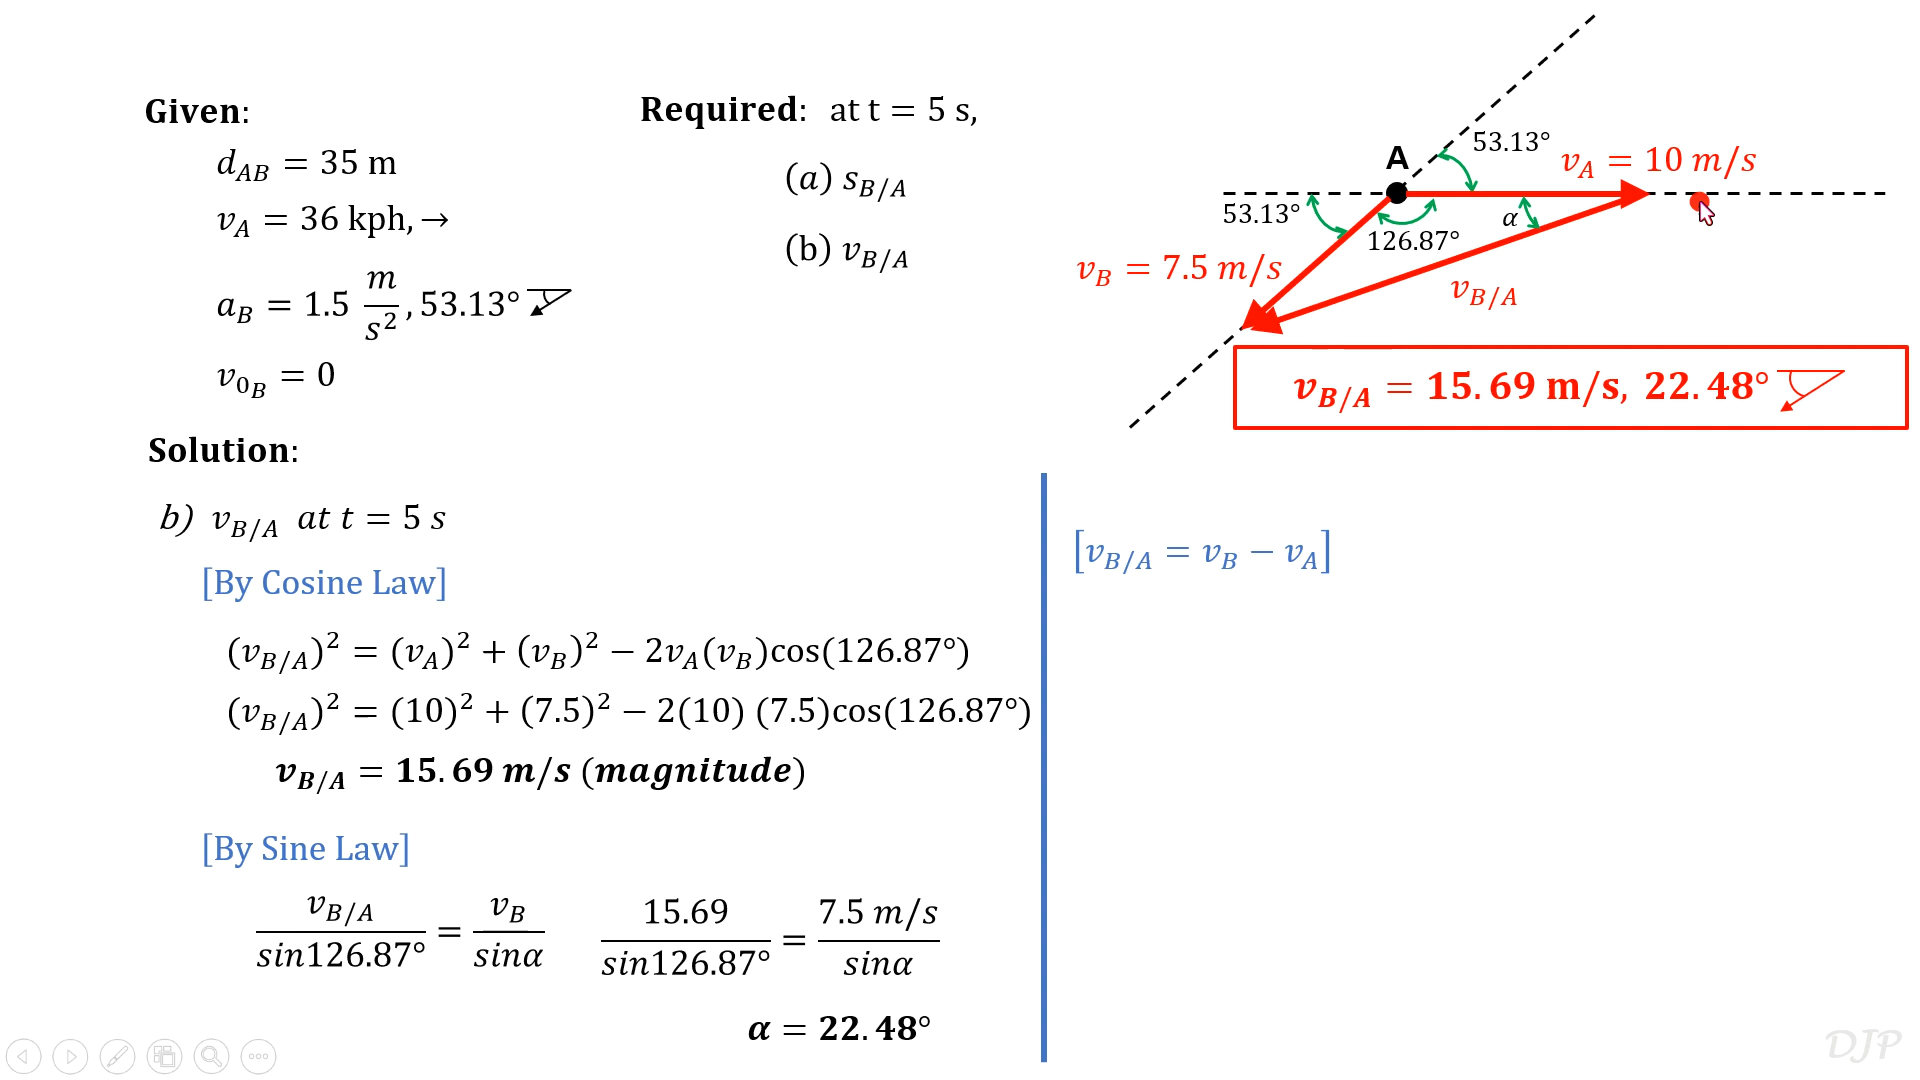 Given:
d_AB = 35 m
v_A = 36 kph, →
a_B = 1.5 m/s², 53.13°
v_0B = 0
Required: at t = 5 s,
(a) s_B/A
(b) v_B/A
A
53.13°
v_A = 10 m/s
53.13°
126.87°
α
v_B = 7.5 m/s
v_B/A
v_B/A = 15.69 m/s, 22.48°
Solution:
b) v_B/A at t = 5 s
[By Cosine Law]
(v_B/A)² = (v_A)² + (v_B)² − 2v_A(v_B)cos(126.87°)
(v_B/A)² = (10)² + (7.5)² − 2(10) (7.5)cos(126.87°)
v_B/A = 15.69 m/s (magnitude)
[By Sine Law]
v_B/A / sin126.87° = v_B / sinα
15.69 / sin126.87° = 7.5 m/s / sinα
α = 22.48°
[v_B/A = v_B − v_A]
DJP